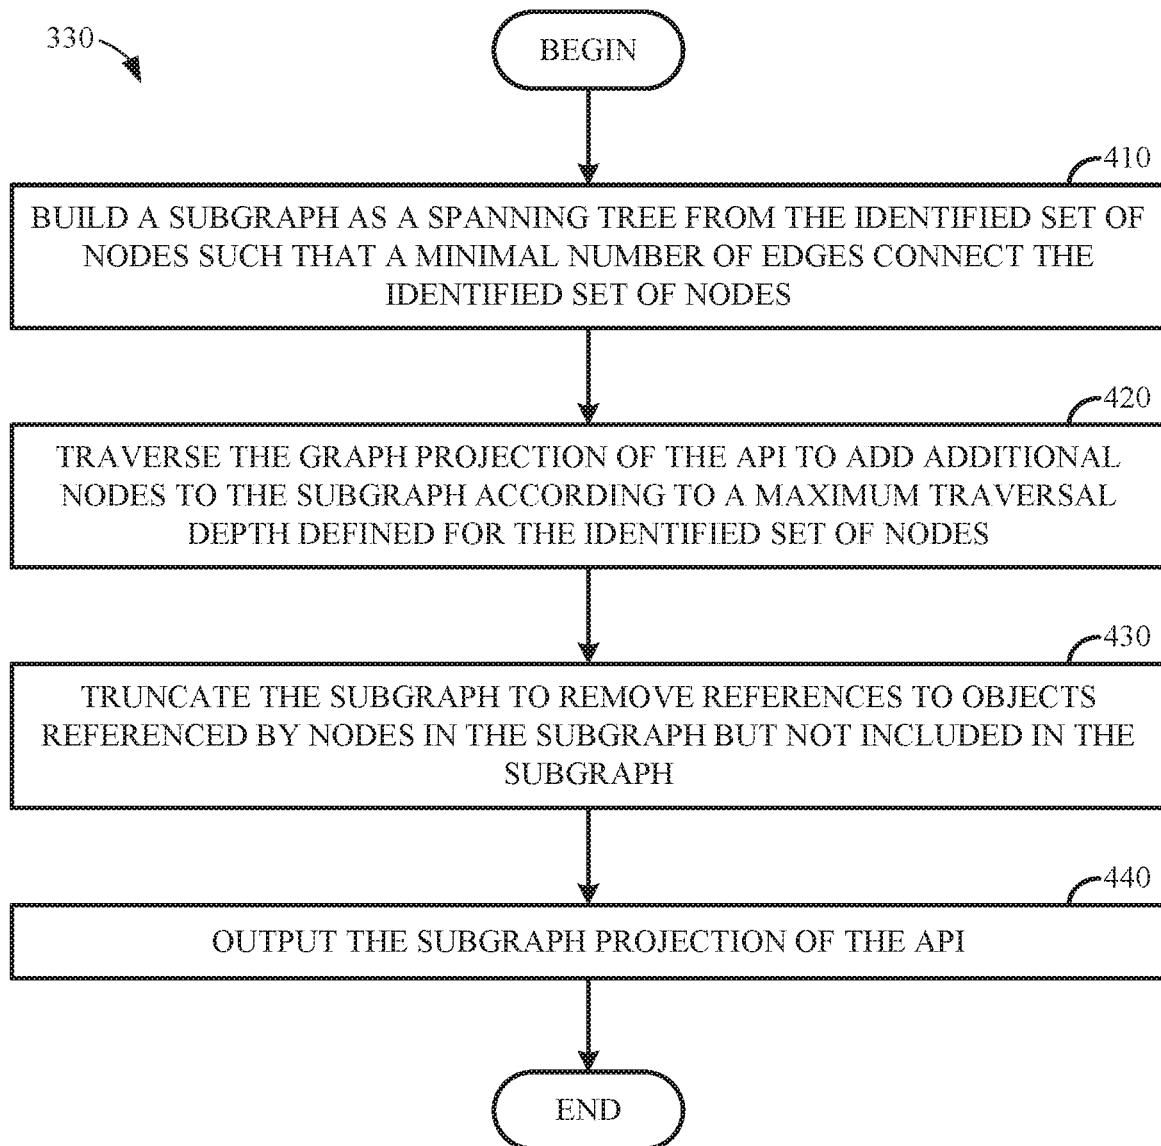 330
BEGIN
410
BUILD A SUBGRAPH AS A SPANNING TREE FROM THE IDENTIFIED SET OF
NODES SUCH THAT A MINIMAL NUMBER OF EDGES CONNECT THE
IDENTIFIED SET OF NODES
420
TRAVERSE THE GRAPH PROJECTION OF THE API TO ADD ADDITIONAL
NODES TO THE SUBGRAPH ACCORDING TO A MAXIMUM TRAVERSAL
DEPTH DEFINED FOR THE IDENTIFIED SET OF NODES
430
TRUNCATE THE SUBGRAPH TO REMOVE REFERENCES TO OBJECTS
REFERENCED BY NODES IN THE SUBGRAPH BUT NOT INCLUDED IN THE
SUBGRAPH
440
OUTPUT THE SUBGRAPH PROJECTION OF THE API
END